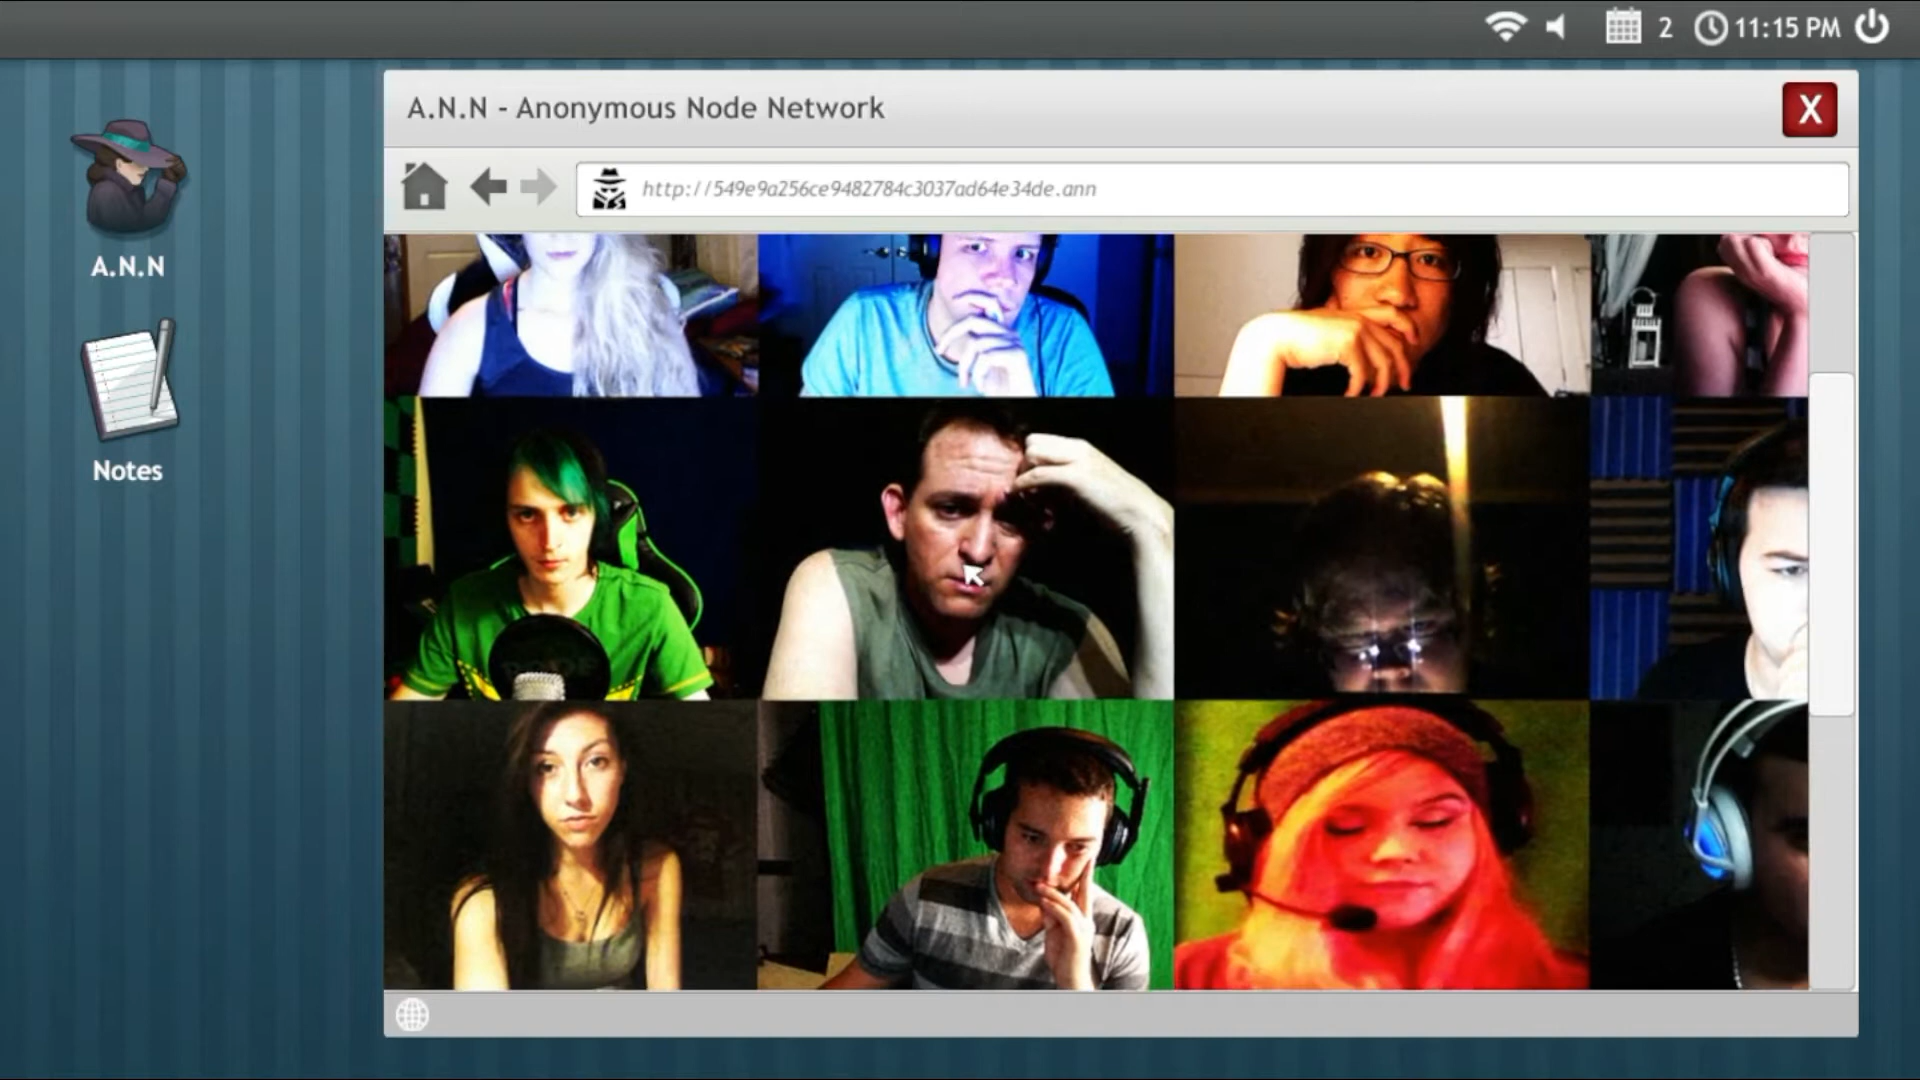 2 11:15 PM
A.N.N - Anonymous Node Network
X
http://549e9a256ce9482784c3037ad64e34de.ann
A.N.N
Notes